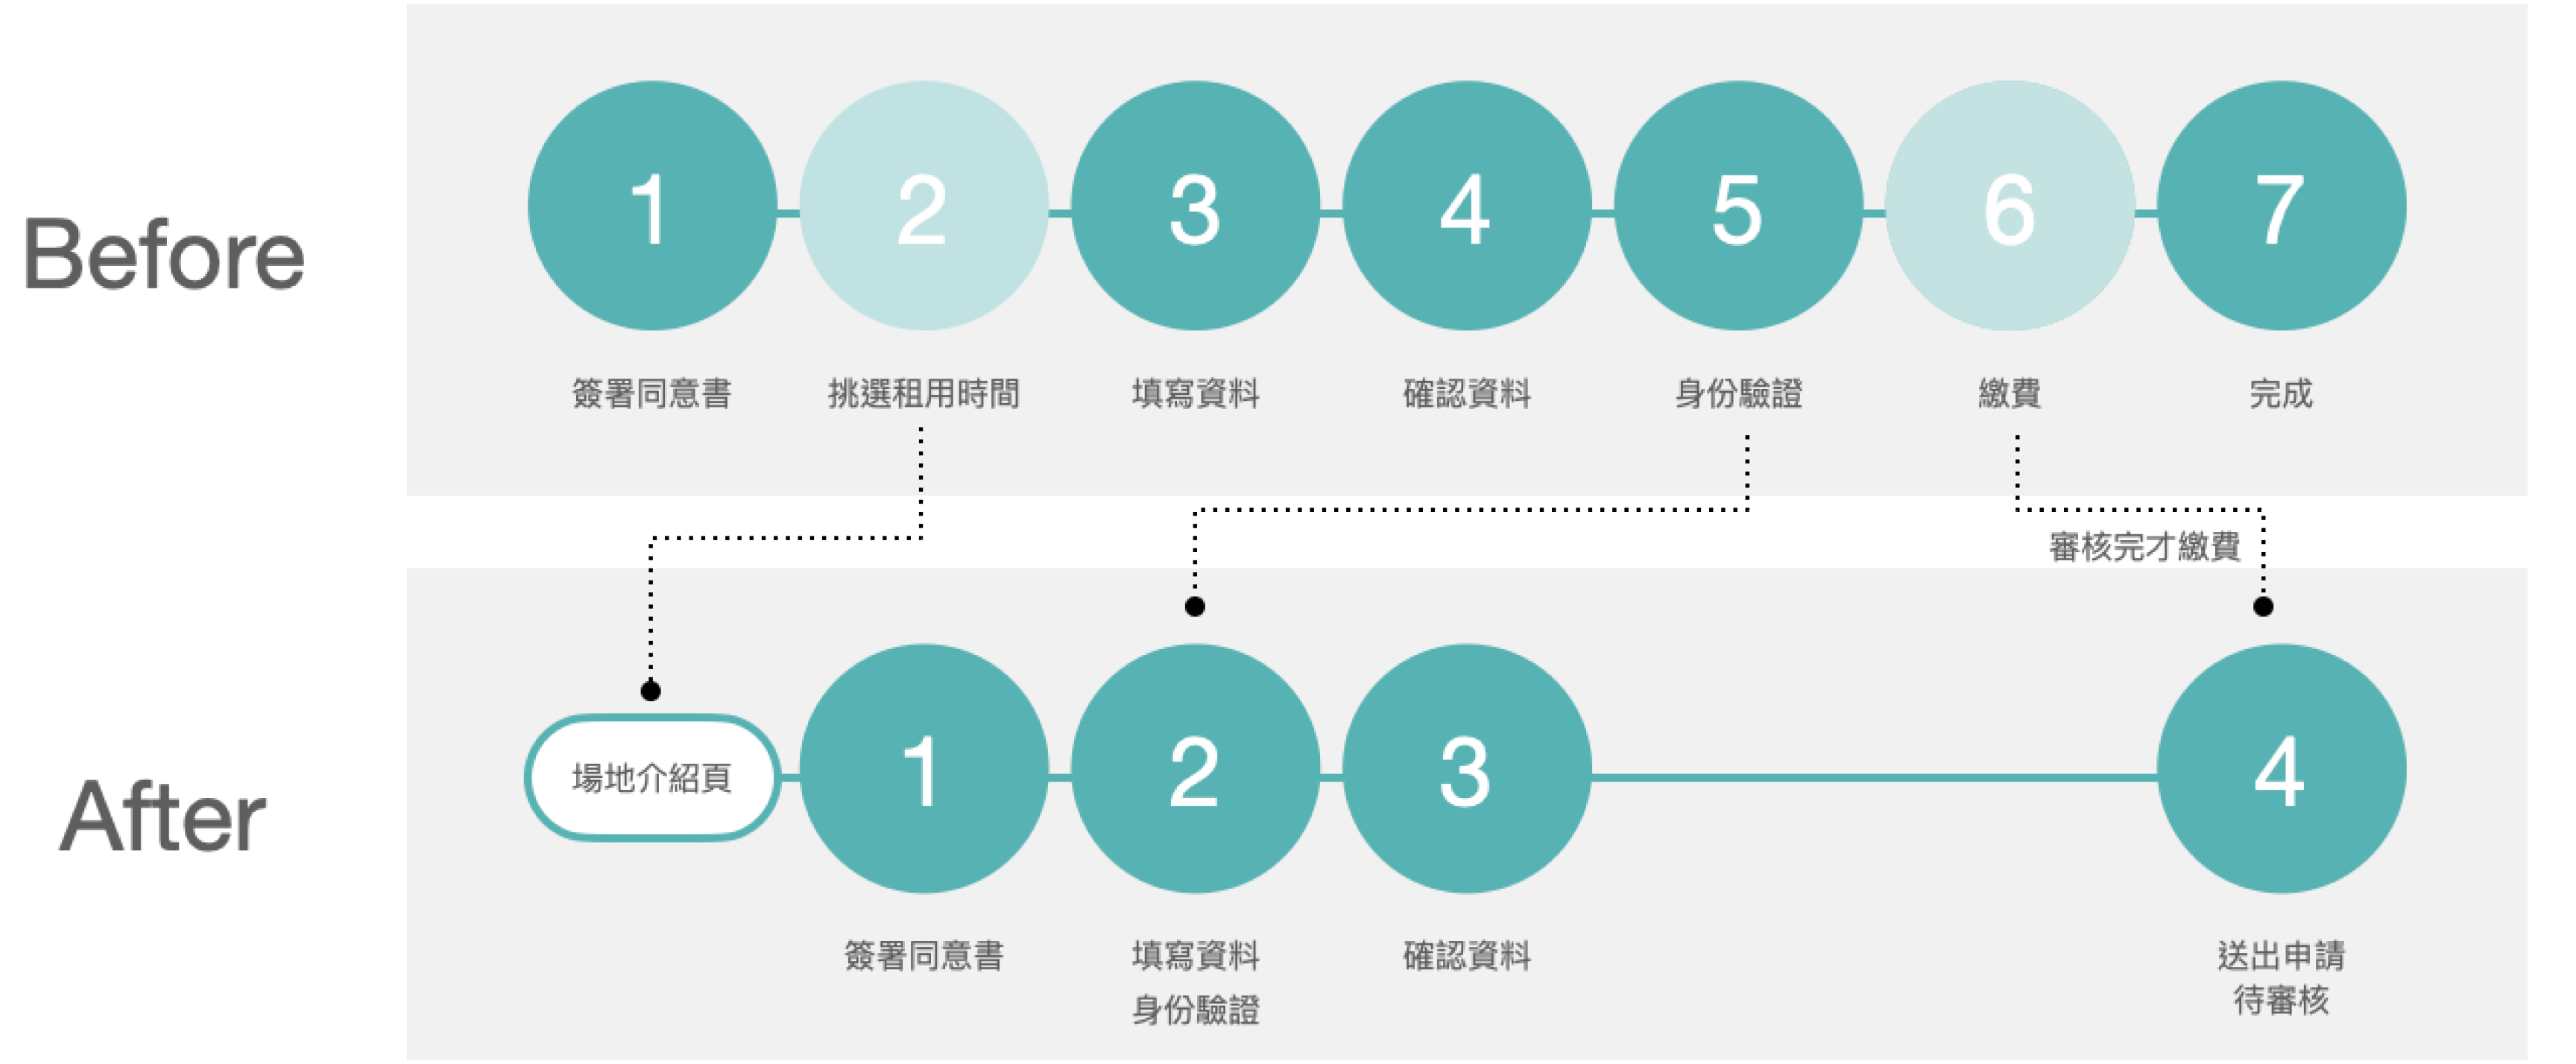 Before
1
2
3
4
5
6
7
簽署同意書
挑選租用時間
填寫資料
確認資料
身份驗證
繳費
完成
審核完才繳費
After
場地介紹頁
1
2
3
4
簽署同意書
填寫資料
身份驗證
確認資料
送出申請
待審核